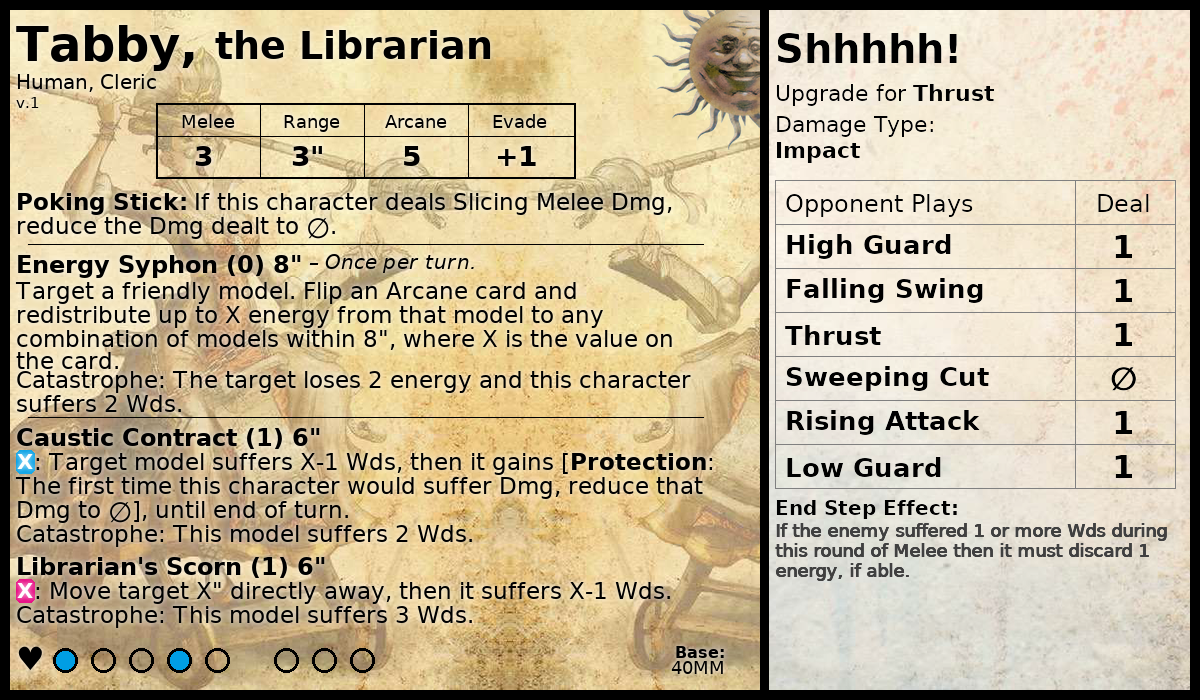 Tabby, the Librarian
Human, Cleric
v.1
Melee Range Arcane Evade
3 3" 5 +1
Poking Stick: If this character deals Slicing Melee Dmg,
reduce the Dmg dealt to ∅.
Energy Syphon (0) 8" – Once per turn.
Target a friendly model. Flip an Arcane card and
redistribute up to X energy from that model to any
combination of models within 8", where X is the value on
the card.
Catastrophe: The target loses 2 energy and this character
suffers 2 Wds.
Caustic Contract (1) 6"
X: Target model suffers X-1 Wds, then it gains [Protection:
The first time this character would suffer Dmg, reduce that
Dmg to ∅], until end of turn.
Catastrophe: This model suffers 2 Wds.
Librarian's Scorn (1) 6"
X: Move target X" directly away, then it suffers X-1 Wds.
Catastrophe: This model suffers 3 Wds.
Base:
40MM
Shhhhh!
Upgrade for Thrust
Damage Type:
Impact
Opponent Plays Deal
High Guard 1
Falling Swing 1
Thrust 1
Sweeping Cut ∅
Rising Attack 1
Low Guard 1
End Step Effect:
If the enemy suffered 1 or more Wds during
this round of Melee then it must discard 1
energy, if able.